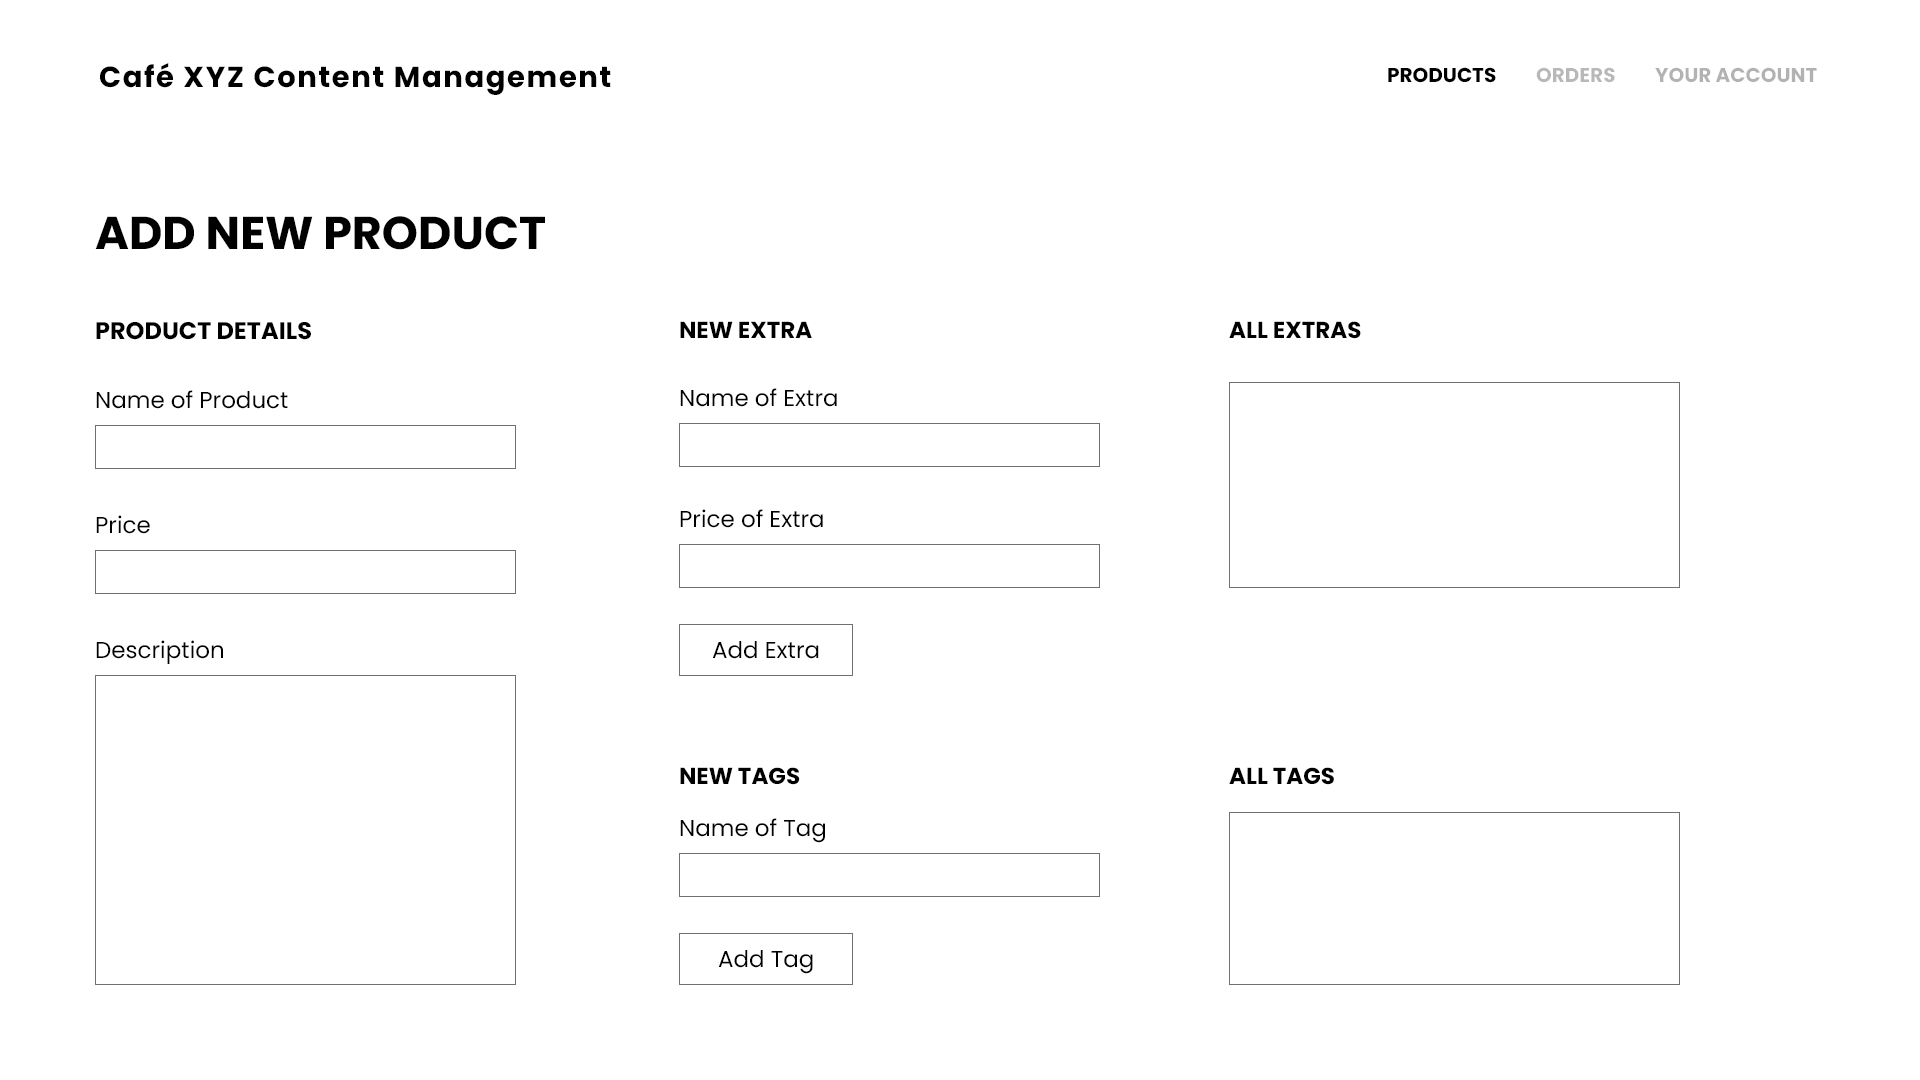 Café XYZ Content Management
PRODUCTS
ORDERS
YOUR ACCOUNT
ADD NEW PRODUCT
PRODUCT DETAILS
Name of Product
Price
Description
NEW EXTRA
Name of Extra
Price of Extra
Add Extra
NEW TAGS
Name of Tag
Add Tag
ALL EXTRAS
ALL TAGS